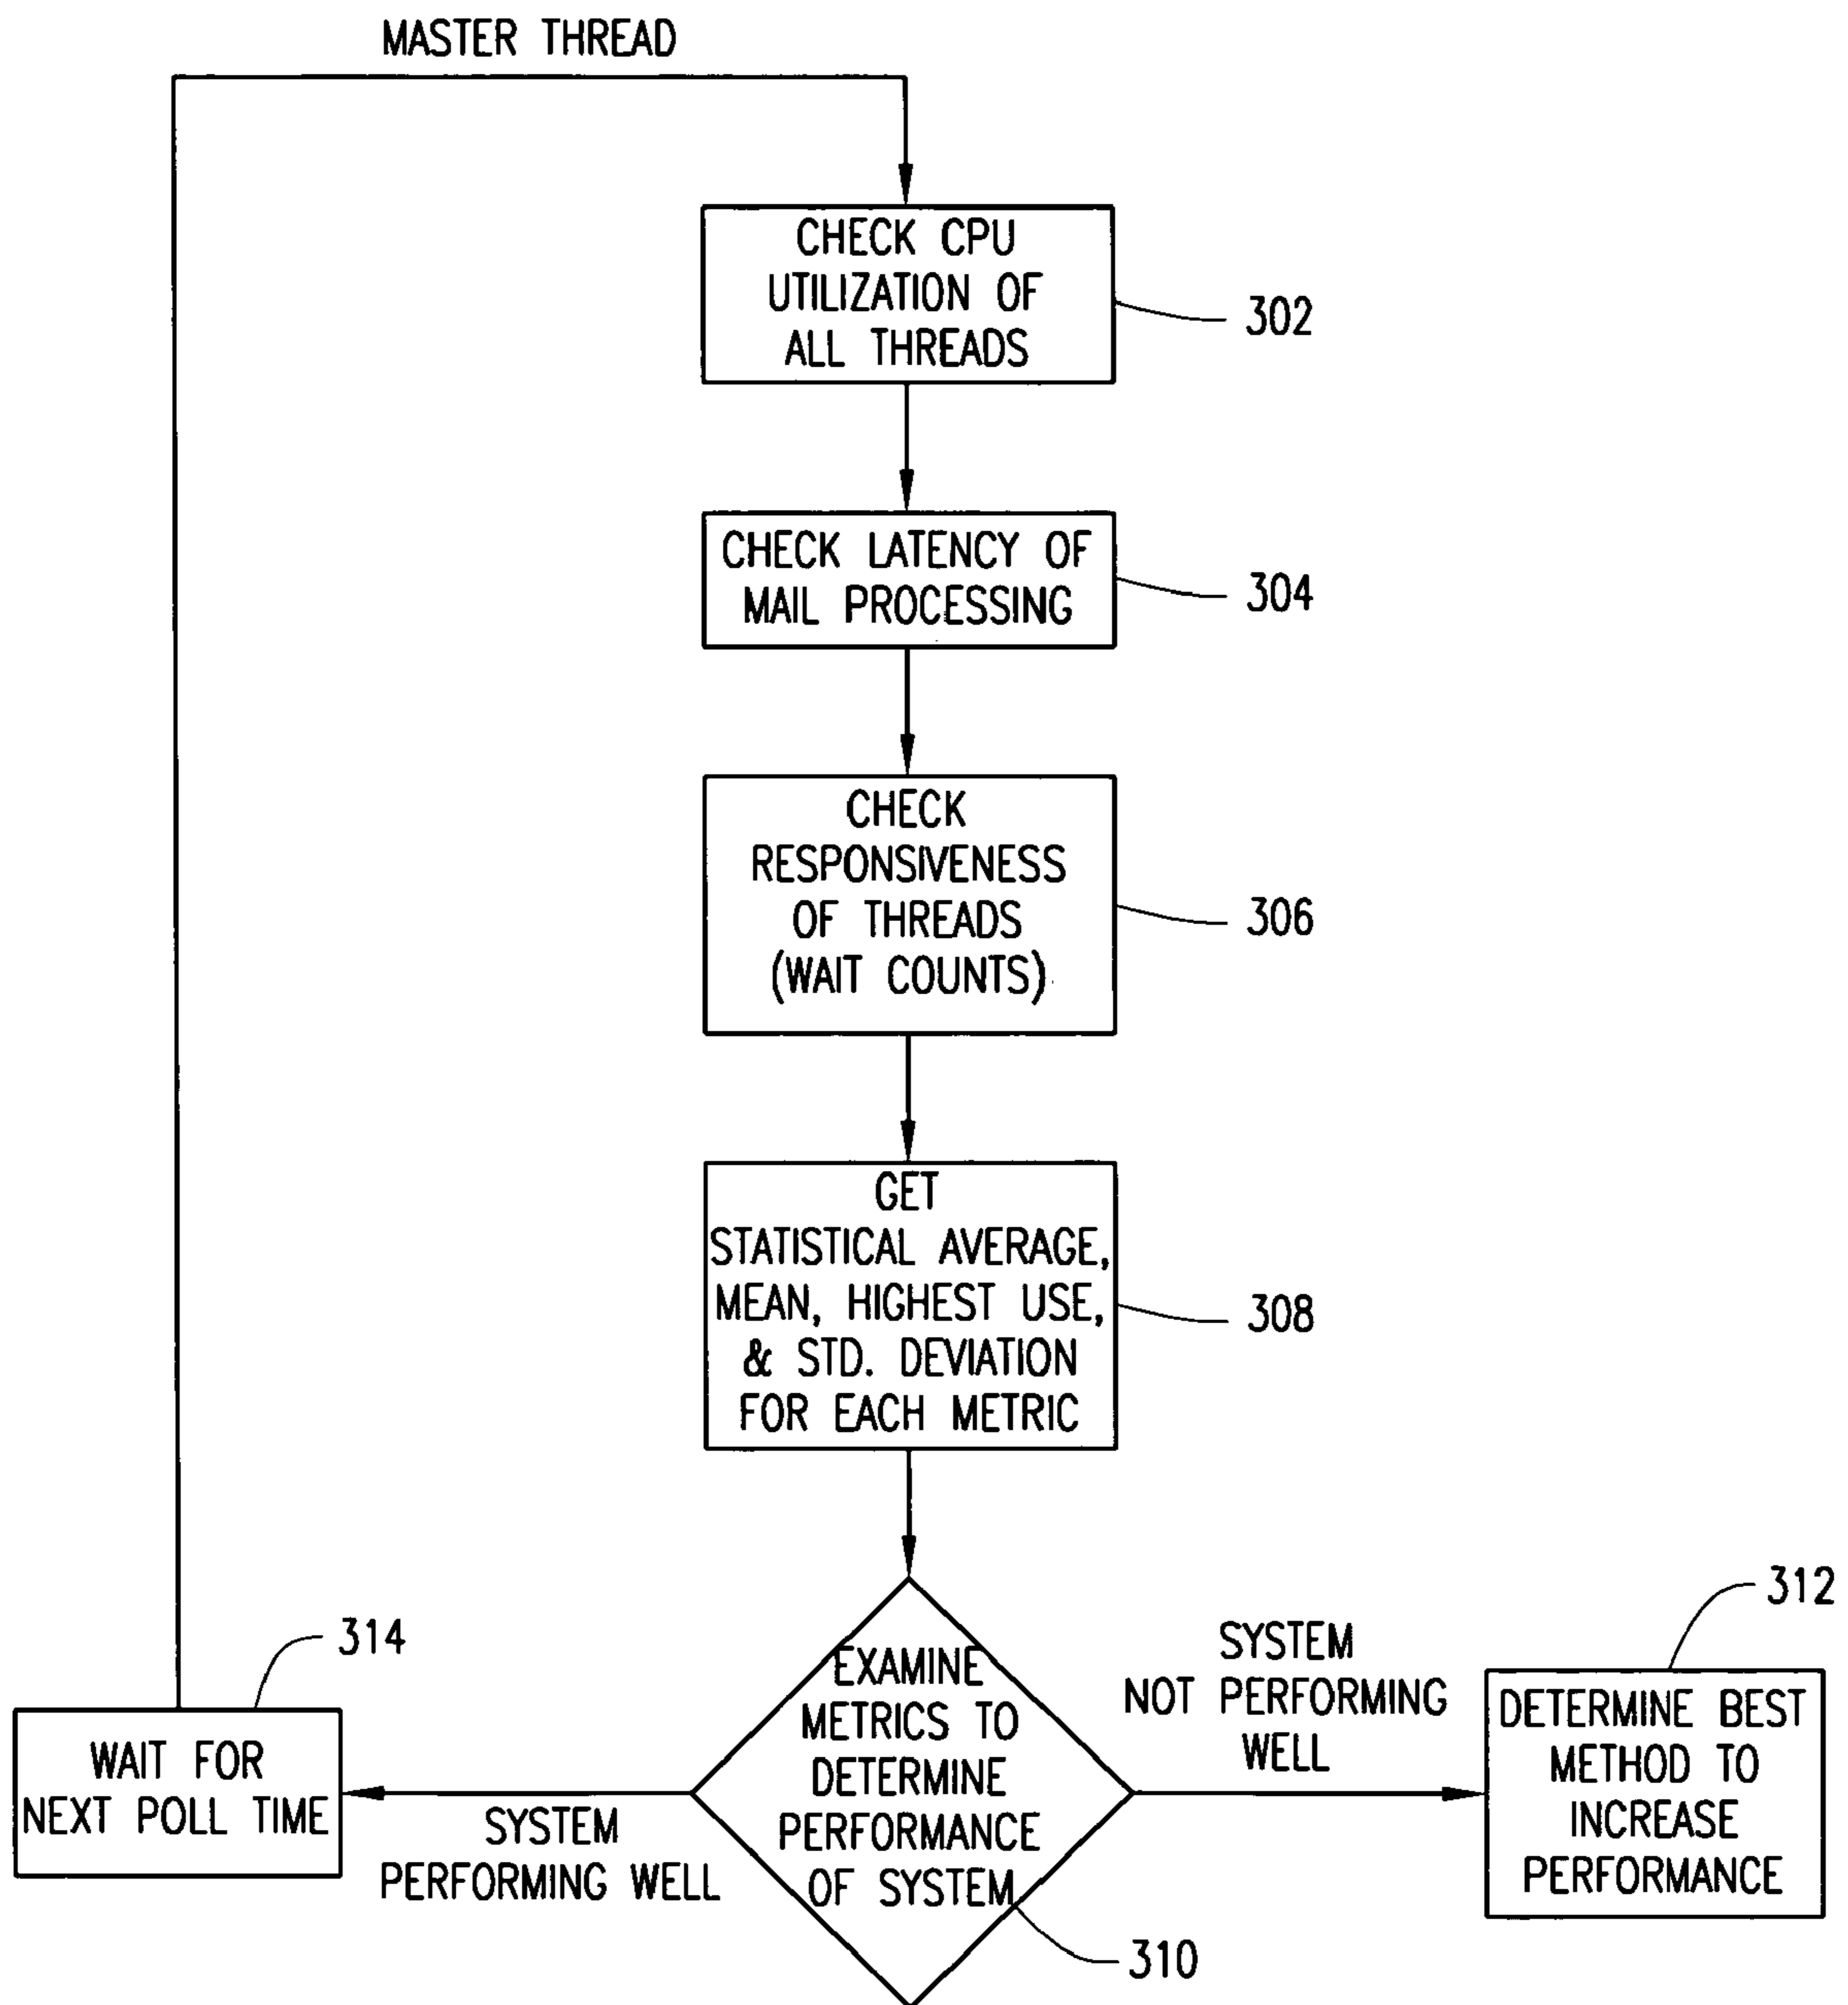 MASTER THREAD
CHECK CPU
UTILIZATION OF
ALL THREADS
302
CHECK LATENCY OF
MAIL PROCESSING
304
CHECK
RESPONSIVENESS
OF THREADS
(WAIT COUNTS)
306
GET
STATISTICAL AVERAGE,
MEAN, HIGHEST USE,
& STD. DEVIATION
FOR EACH METRIC
308
EXAMINE
METRICS TO
DETERMINE
PERFORMANCE
OF SYSTEM
310
SYSTEM
NOT PERFORMING
WELL
312
DETERMINE BEST
METHOD TO
INCREASE
PERFORMANCE
SYSTEM
PERFORMING WELL
314
WAIT FOR
NEXT POLL TIME